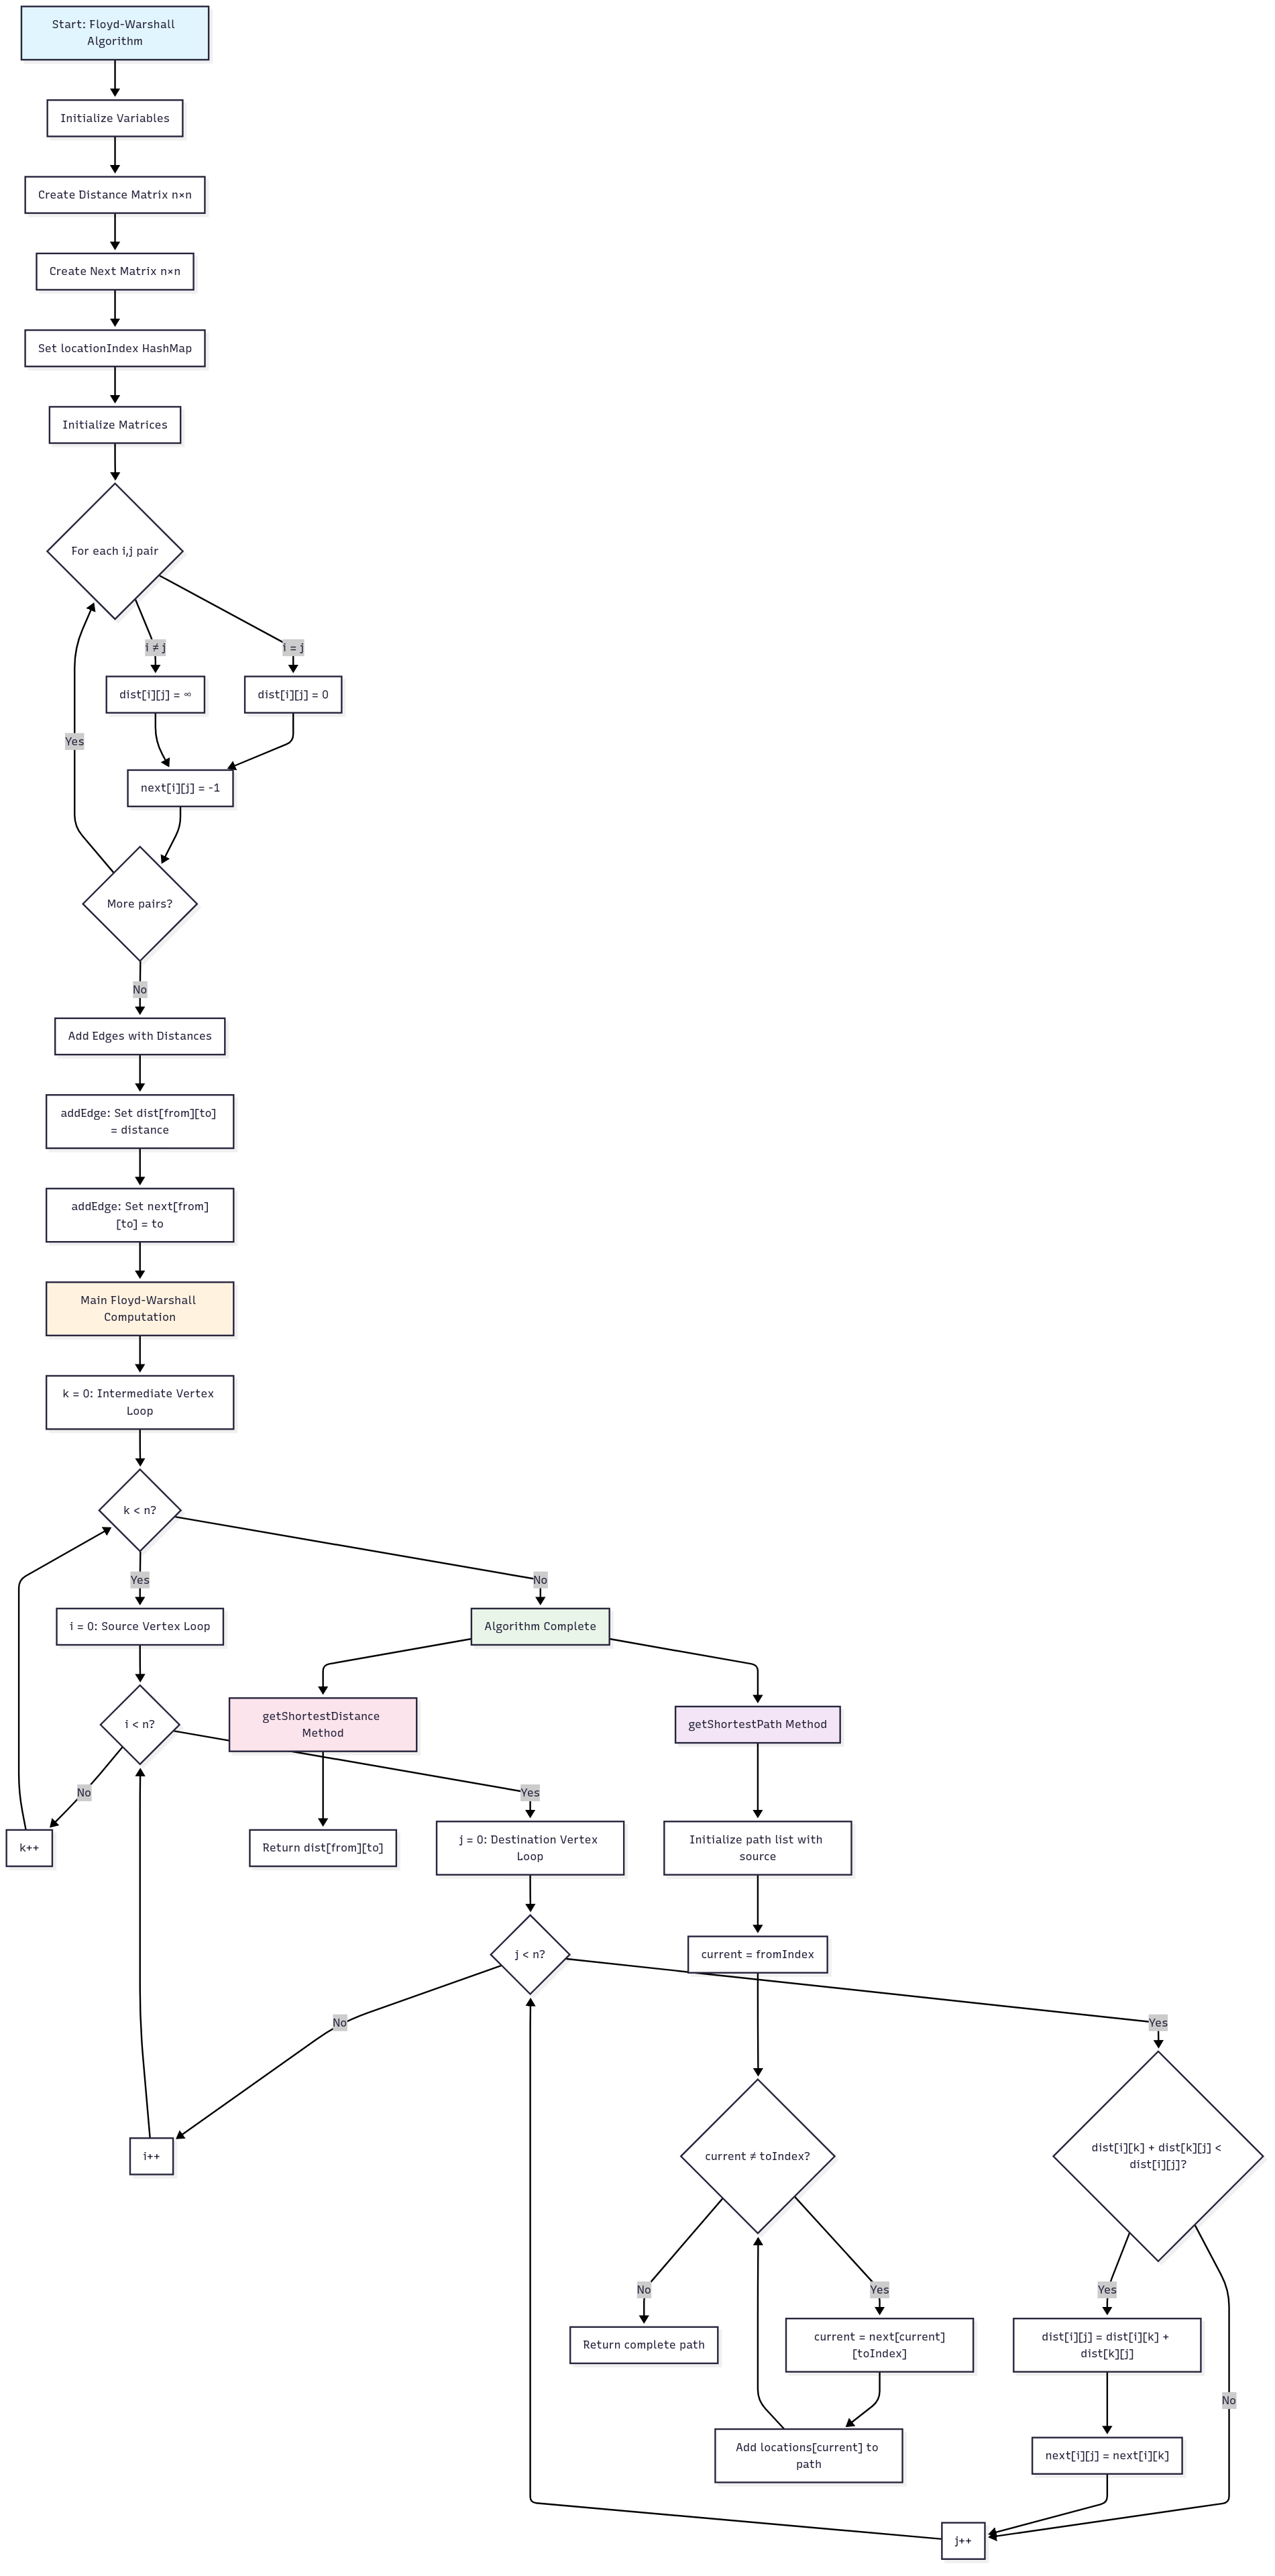 Start: Floyd-Warshall
Algorithm
Initialize Variables
Create Distance Matrix n×n
Create Next Matrix n×n
Set locationIndex HashMap
Initialize Matrices
For each i,j pair
i ≠ j
i = j
dist[i][j] = ∞
dist[i][j] = 0
Yes
next[i][j] = -1
More pairs?
No
Add Edges with Distances
addEdge: Set dist[from][to]
= distance
addEdge: Set next[from]
[to] = to
Main Floyd-Warshall
Computation
k = 0: Intermediate Vertex
Loop
k < n?
Yes
No
i = 0: Source Vertex Loop
Algorithm Complete
i < n?
getShortestDistance
Method
getShortestPath Method
No
Yes
k++
Return dist[from][to]
j = 0: Destination Vertex
Loop
Initialize path list with
source
j < n?
current = fromIndex
No
Yes
i++
current ≠ toIndex?
dist[i][k] + dist[k][j] <
dist[i][j]?
No
Yes
Yes
Return complete path
current = next[current]
[toIndex]
dist[i][j] = dist[i][k] +
dist[k][j]
No
Add locations[current] to
path
next[i][j] = next[i][k]
j++